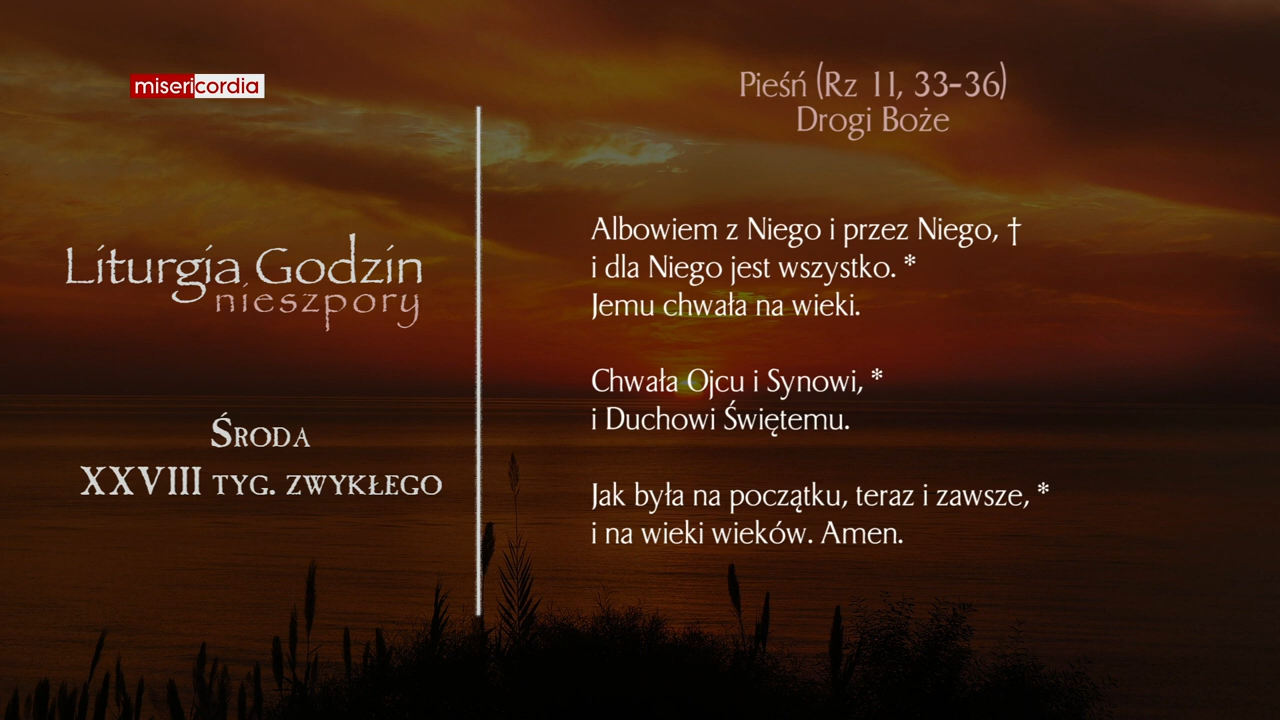 misericordia
Liturgia Godzin
nieszpory
Środa
XXVIII tyg. zwykłego
Pieśń (Rz 11, 33-36)
Drogi Boże
Albowiem z Niego i przez Niego, †
i dla Niego jest wszystko. *
Jemu chwała na wieki.
Chwała Ojcu i Synowi, *
i Duchowi Świętemu.
Jak była na początku, teraz i zawsze, *
i na wieki wieków. Amen.